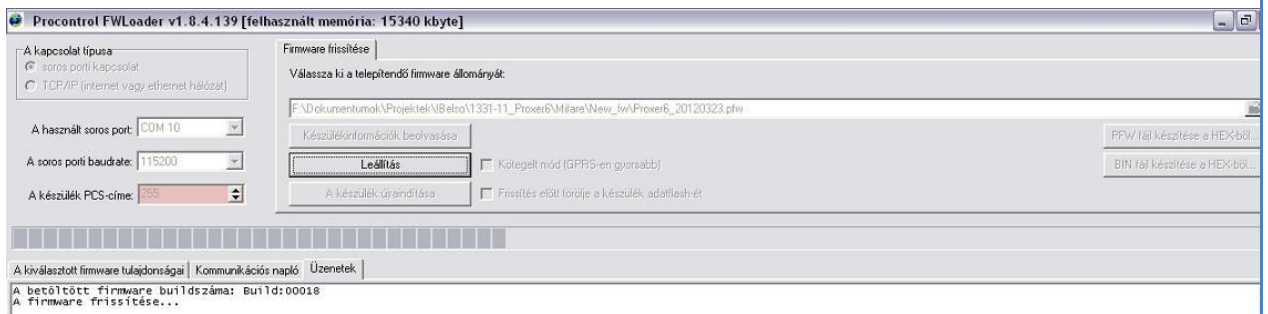 Procontrol FWLoader v1.8.4.139 [felhasznált memória: 15340 kbyte]
A kapcsolat típusa
soros porti kapcsolat
TCP/IP (internet vagy ethernet hálózat)
A használt soros port: COM 10
A soros porti baudrate: 115200
A készülék PCS-címe: 255
Firmware frissítése
Válassza ki a telepítendő firmware állományát:
F:\Dokumentumok\Projektek\!Belso\1331-11_Proxer6\Milare\New_fw\Proxer6_20120323.pfw
Készülékinformációk beolvasása
PFW fájl készítése a HEX-ből...
Leállítás
Kötegelt mód (GPRS-en gyorsabb)
BIN fájl készítése a HEX-ből...
A készülék úraindítása
Frissítés előtt törölje a készülék adatflash-ét
A kiválasztott firmware tulajdonságai
Kommunikációs napló
Üzenetek
A betöltött firmware buildszáma: Build:00018
A firmware frissítése...